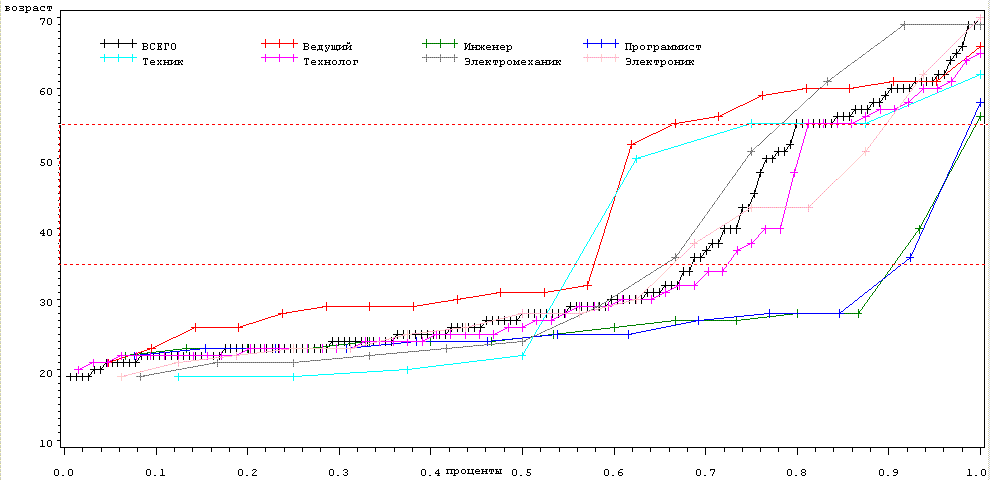 возраст
70
ВСЕГО Ведущий Инженер Программист
Техник Технолог Электромеханик Электроник
60
50
40
30
20
10
0.0 0.1 0.2 0.3 0.4 проценты 0.5 0.6 0.7 0.8 0.9 1.0